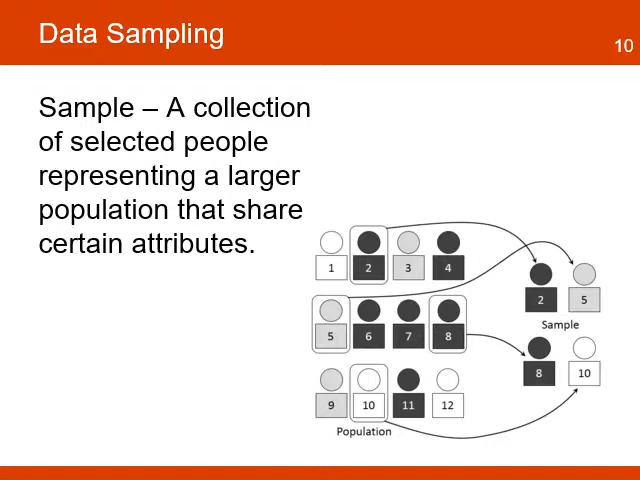 Data Sampling
10
Sample – A collection
of selected people
representing a larger
population that share
certain attributes.
1 2 3 4
2 5
Sample
5 6 7 8
8 10
9 10 11 12
Population